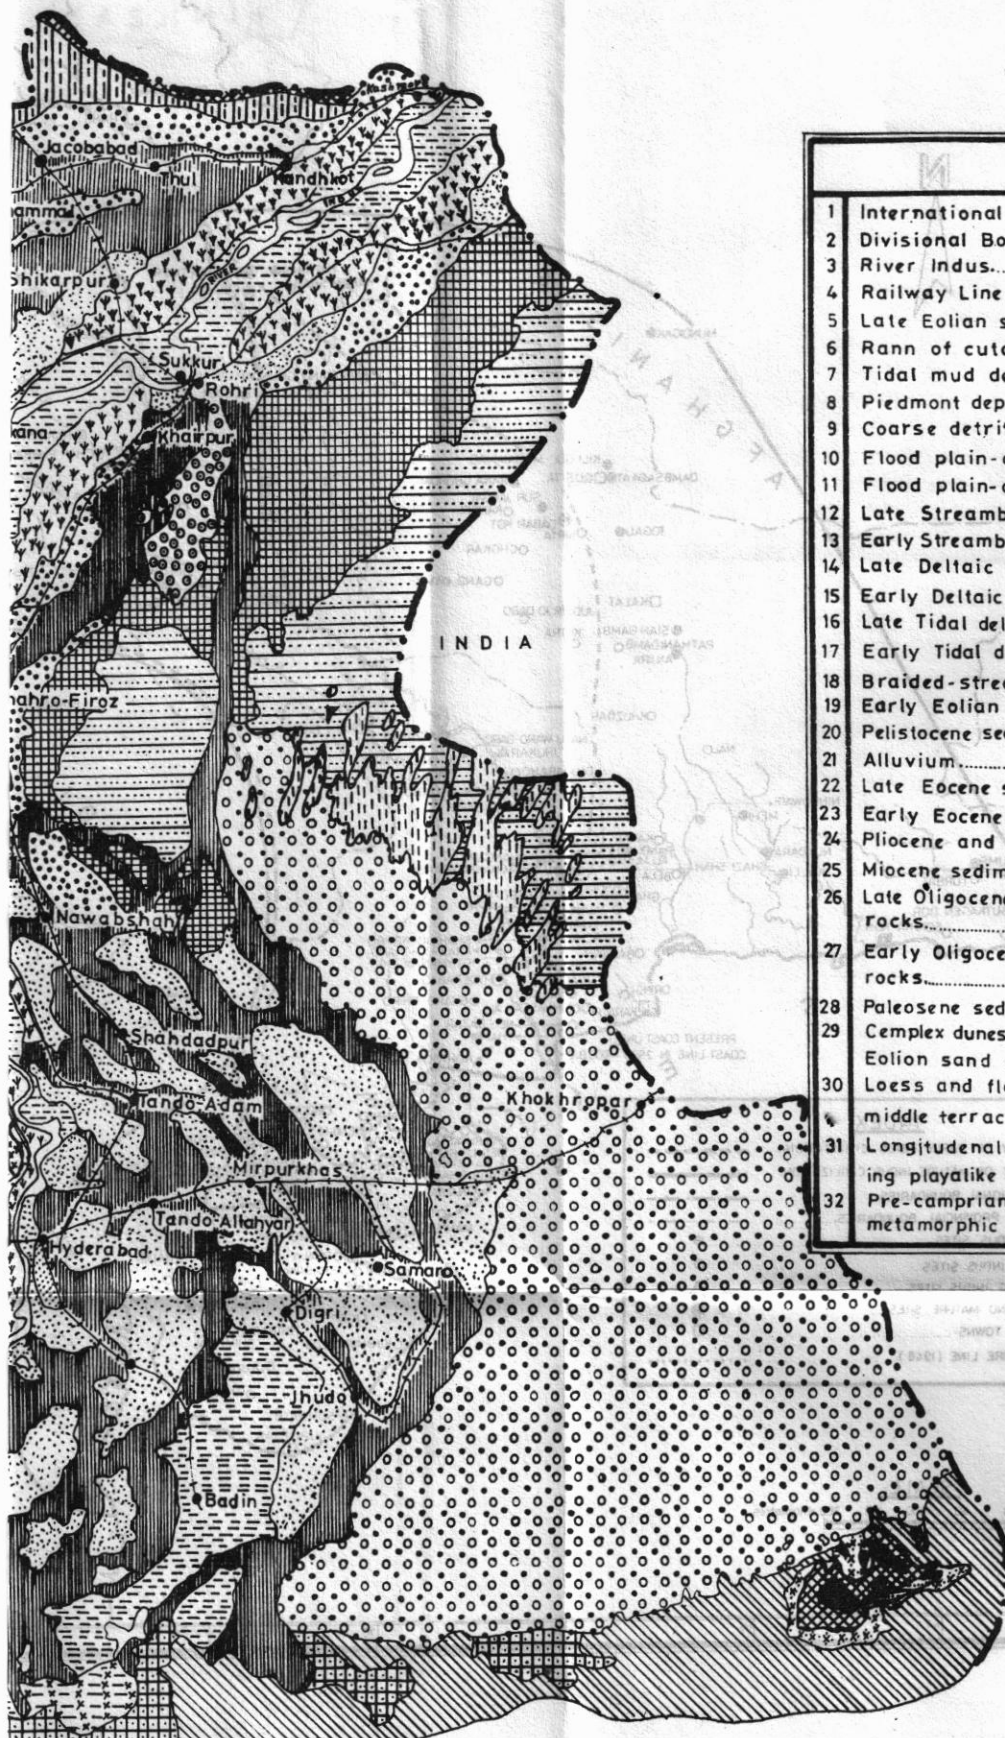 Jacobabad
Thul
Kandhkot
Shikarpur
RIVER
INDUS
Sukkur
Rohri
Khairpur
INDIA
Nawabshah
Shahdadpur
Tando-Adam
Khokhropar
Mirpurkhas
Tando-Allahyar
Hyderabad
Samaro
Digri
Jhudo
Badin
1 International
2 Divisional Bo
3 River Indus...
4 Railway Line
5 Late Eolian s
6 Rann of cutc
7 Tidal mud de
8 Piedmont dep
9 Coarse detrit
10 Flood plain-
11 Flood plain-
12 Late Streamb
13 Early Streamb
14 Late Deltaic
15 Early Deltaic
16 Late Tidal del
17 Early Tidal d
18 Braided-stre
19 Early Eolian
20 Pelistocene se
21 Alluvium
22 Late Eocene s
23 Early Eocene
24 Pliocene and
25 Miocene sedim
26 Late Oligocene
rocks
27 Early Oligoce
rocks
28 Paleosene sed
29 Cemplex dunes
Eolion sand
30 Loess and fl
middle terrac
31 Longitudenal
ing playalike
32 Pre-camprian
metamorphic